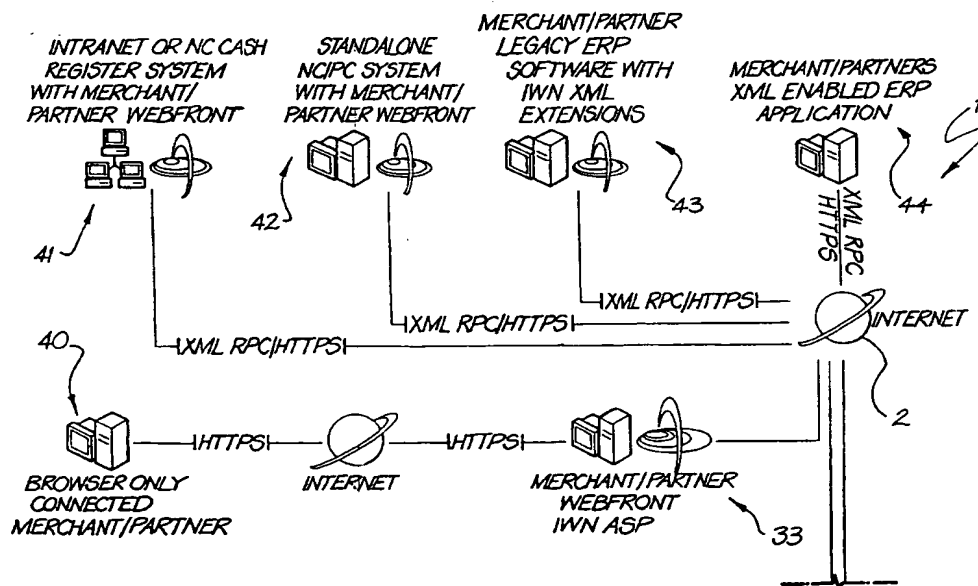 INTRANET OR NC CASH
REGISTER SYSTEM
WITH MERCHANT/
PARTNER WEBFRONT
41
STANDALONE
NC/PC SYSTEM
WITH MERCHANT/
PARTNER WEBFRONT
42
MERCHANT/PARTNER
LEGACY ERP
SOFTWARE WITH
IWN XML
EXTENSIONS
43
MERCHANT/PARTNERS
XML ENABLED ERP
APPLICATION
44
1
XML RPC
HTTPS
XML RPC/HTTPS
XML RPC/HTTPS
XML RPC/HTTPS
INTERNET
2
40
BROWSER ONLY
CONNECTED
MERCHANT/PARTNER
HTTPS
INTERNET
HTTPS
MERCHANT/PARTNER
WEBFRONT
IWN ASP
33